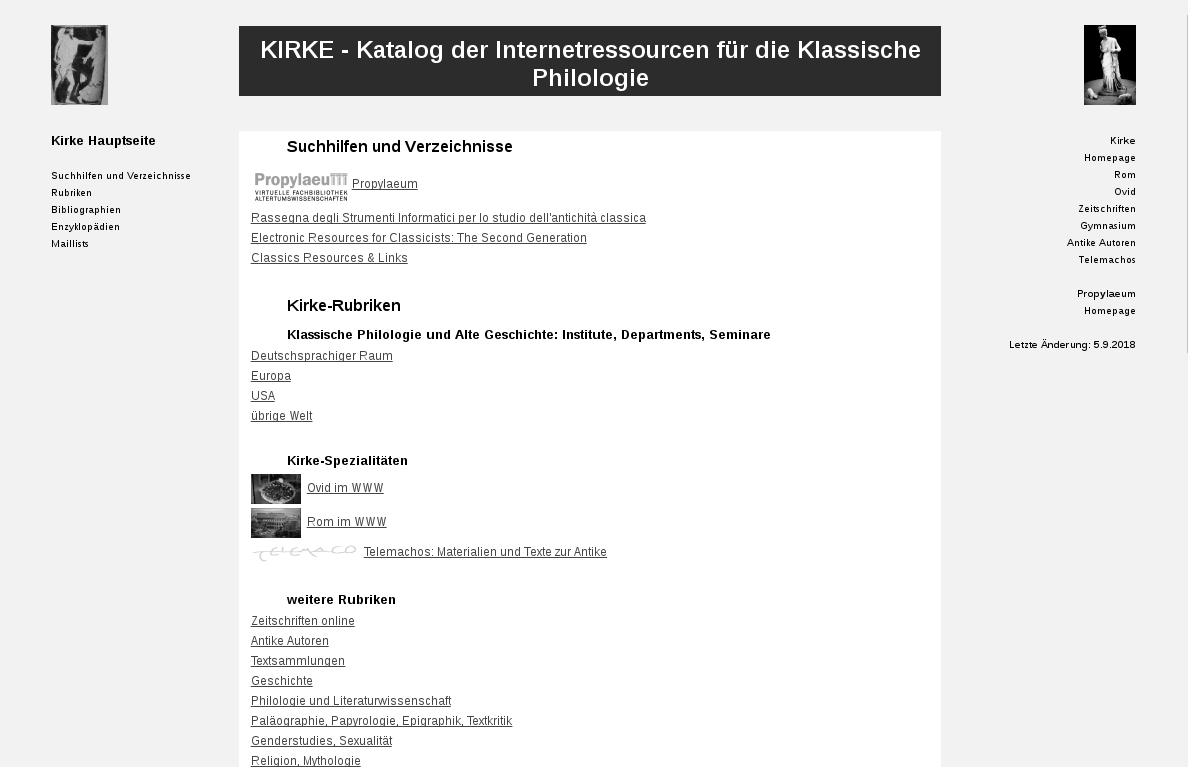 KIRKE - Katalog der Internetressourcen für die Klassische
Philologie
Kirke Hauptseite
Suchhilfen und Verzeichnisse
Rubriken
Bibliographien
Enzyklopädien
Maillists
Suchhilfen und Verzeichnisse
Propylaeum
VIRTUELLE FACHBIBLIOTHEK
ALTERTUMSWISSENSCHAFTEN
Propylaeum
Rassegna degli Strumenti Informatici per lo studio dell'antichità classica
Electronic Resources for Classicists: The Second Generation
Classics Resources & Links
Kirke-Rubriken
Klassische Philologie und Alte Geschichte: Institute, Departments, Seminare
Deutschsprachiger Raum
Europa
USA
übrige Welt
Kirke-Spezialitäten
Ovid im WWW
Rom im WWW
TELEMACO
Telemachos: Materialien und Texte zur Antike
weitere Rubriken
Zeitschriften online
Antike Autoren
Textsammlungen
Geschichte
Philologie und Literaturwissenschaft
Paläographie, Papyrologie, Epigraphik, Textkritik
Genderstudies, Sexualität
Religion, Mythologie
Kirke
Homepage
Rom
Ovid
Zeitschriften
Gymnasium
Antike Autoren
Telemachos
Propylaeum
Homepage
Letzte Änderung: 5.9.2018